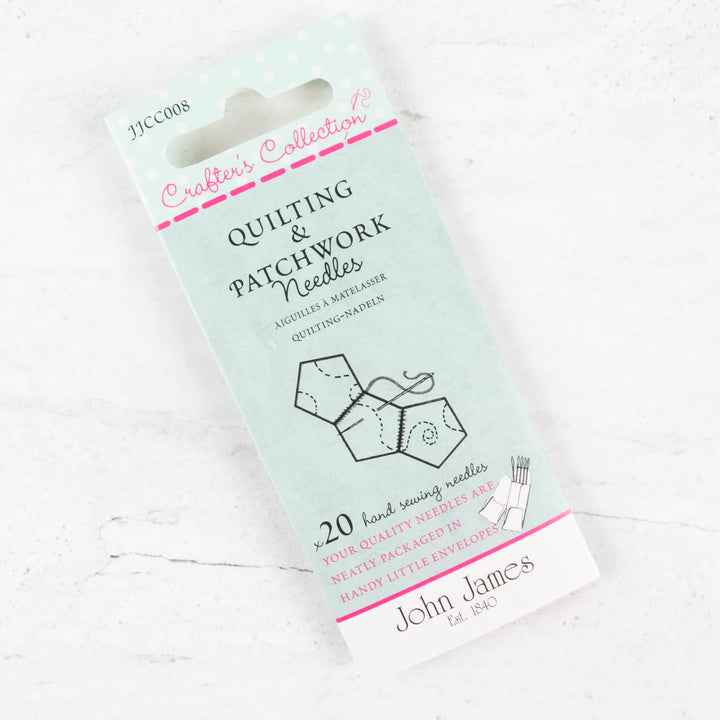 JJCC008
Crafter's Collection
QUILTING
&
PATCHWORK
Needles
AIGUILLES À MATELASSER
QUILTING-NADELN
x20 hand sewing needles
YOUR QUALITY NEEDLES ARE
NEATLY PACKAGED IN
HANDY LITTLE ENVELOPES
John James
Est. 1840